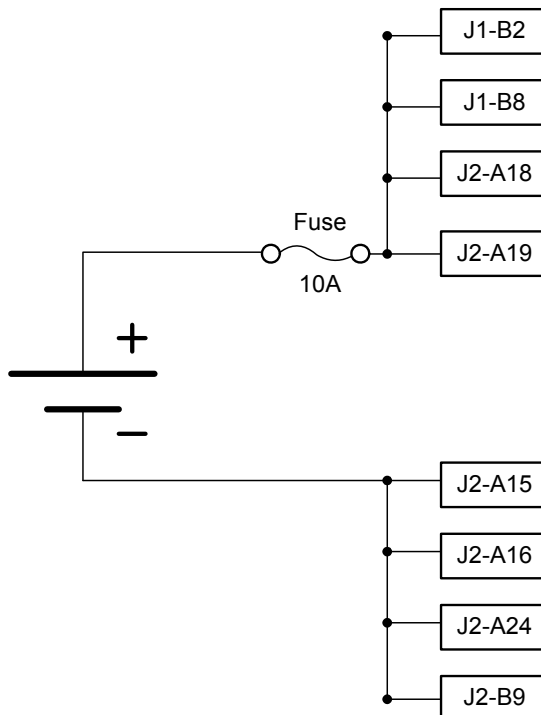 J1-B2
J1-B8
J2-A18
Fuse
J2-A19
10A
+
−
J2-A15
J2-A16
J2-A24
J2-B9